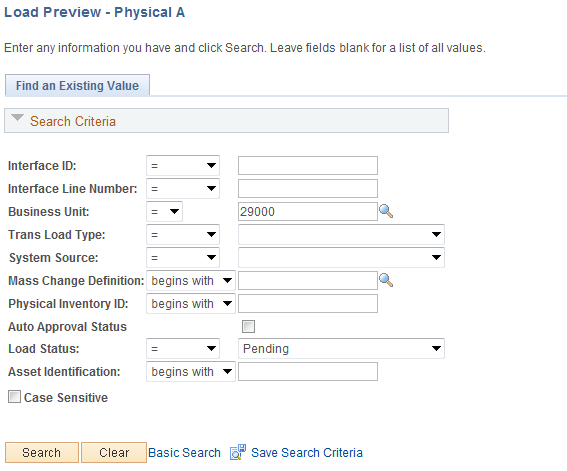 Load Preview - Physical A
Enter any information you have and click Search. Leave fields blank for a list of all values.
Find an Existing Value
Search Criteria
Interface ID: =
Interface Line Number: =
Business Unit: = 29000
Trans Load Type: =
System Source: =
Mass Change Definition: begins with
Physical Inventory ID: begins with
Auto Approval Status
Load Status: = Pending
Asset Identification: begins with
Case Sensitive
Search Clear Basic Search Save Search Criteria